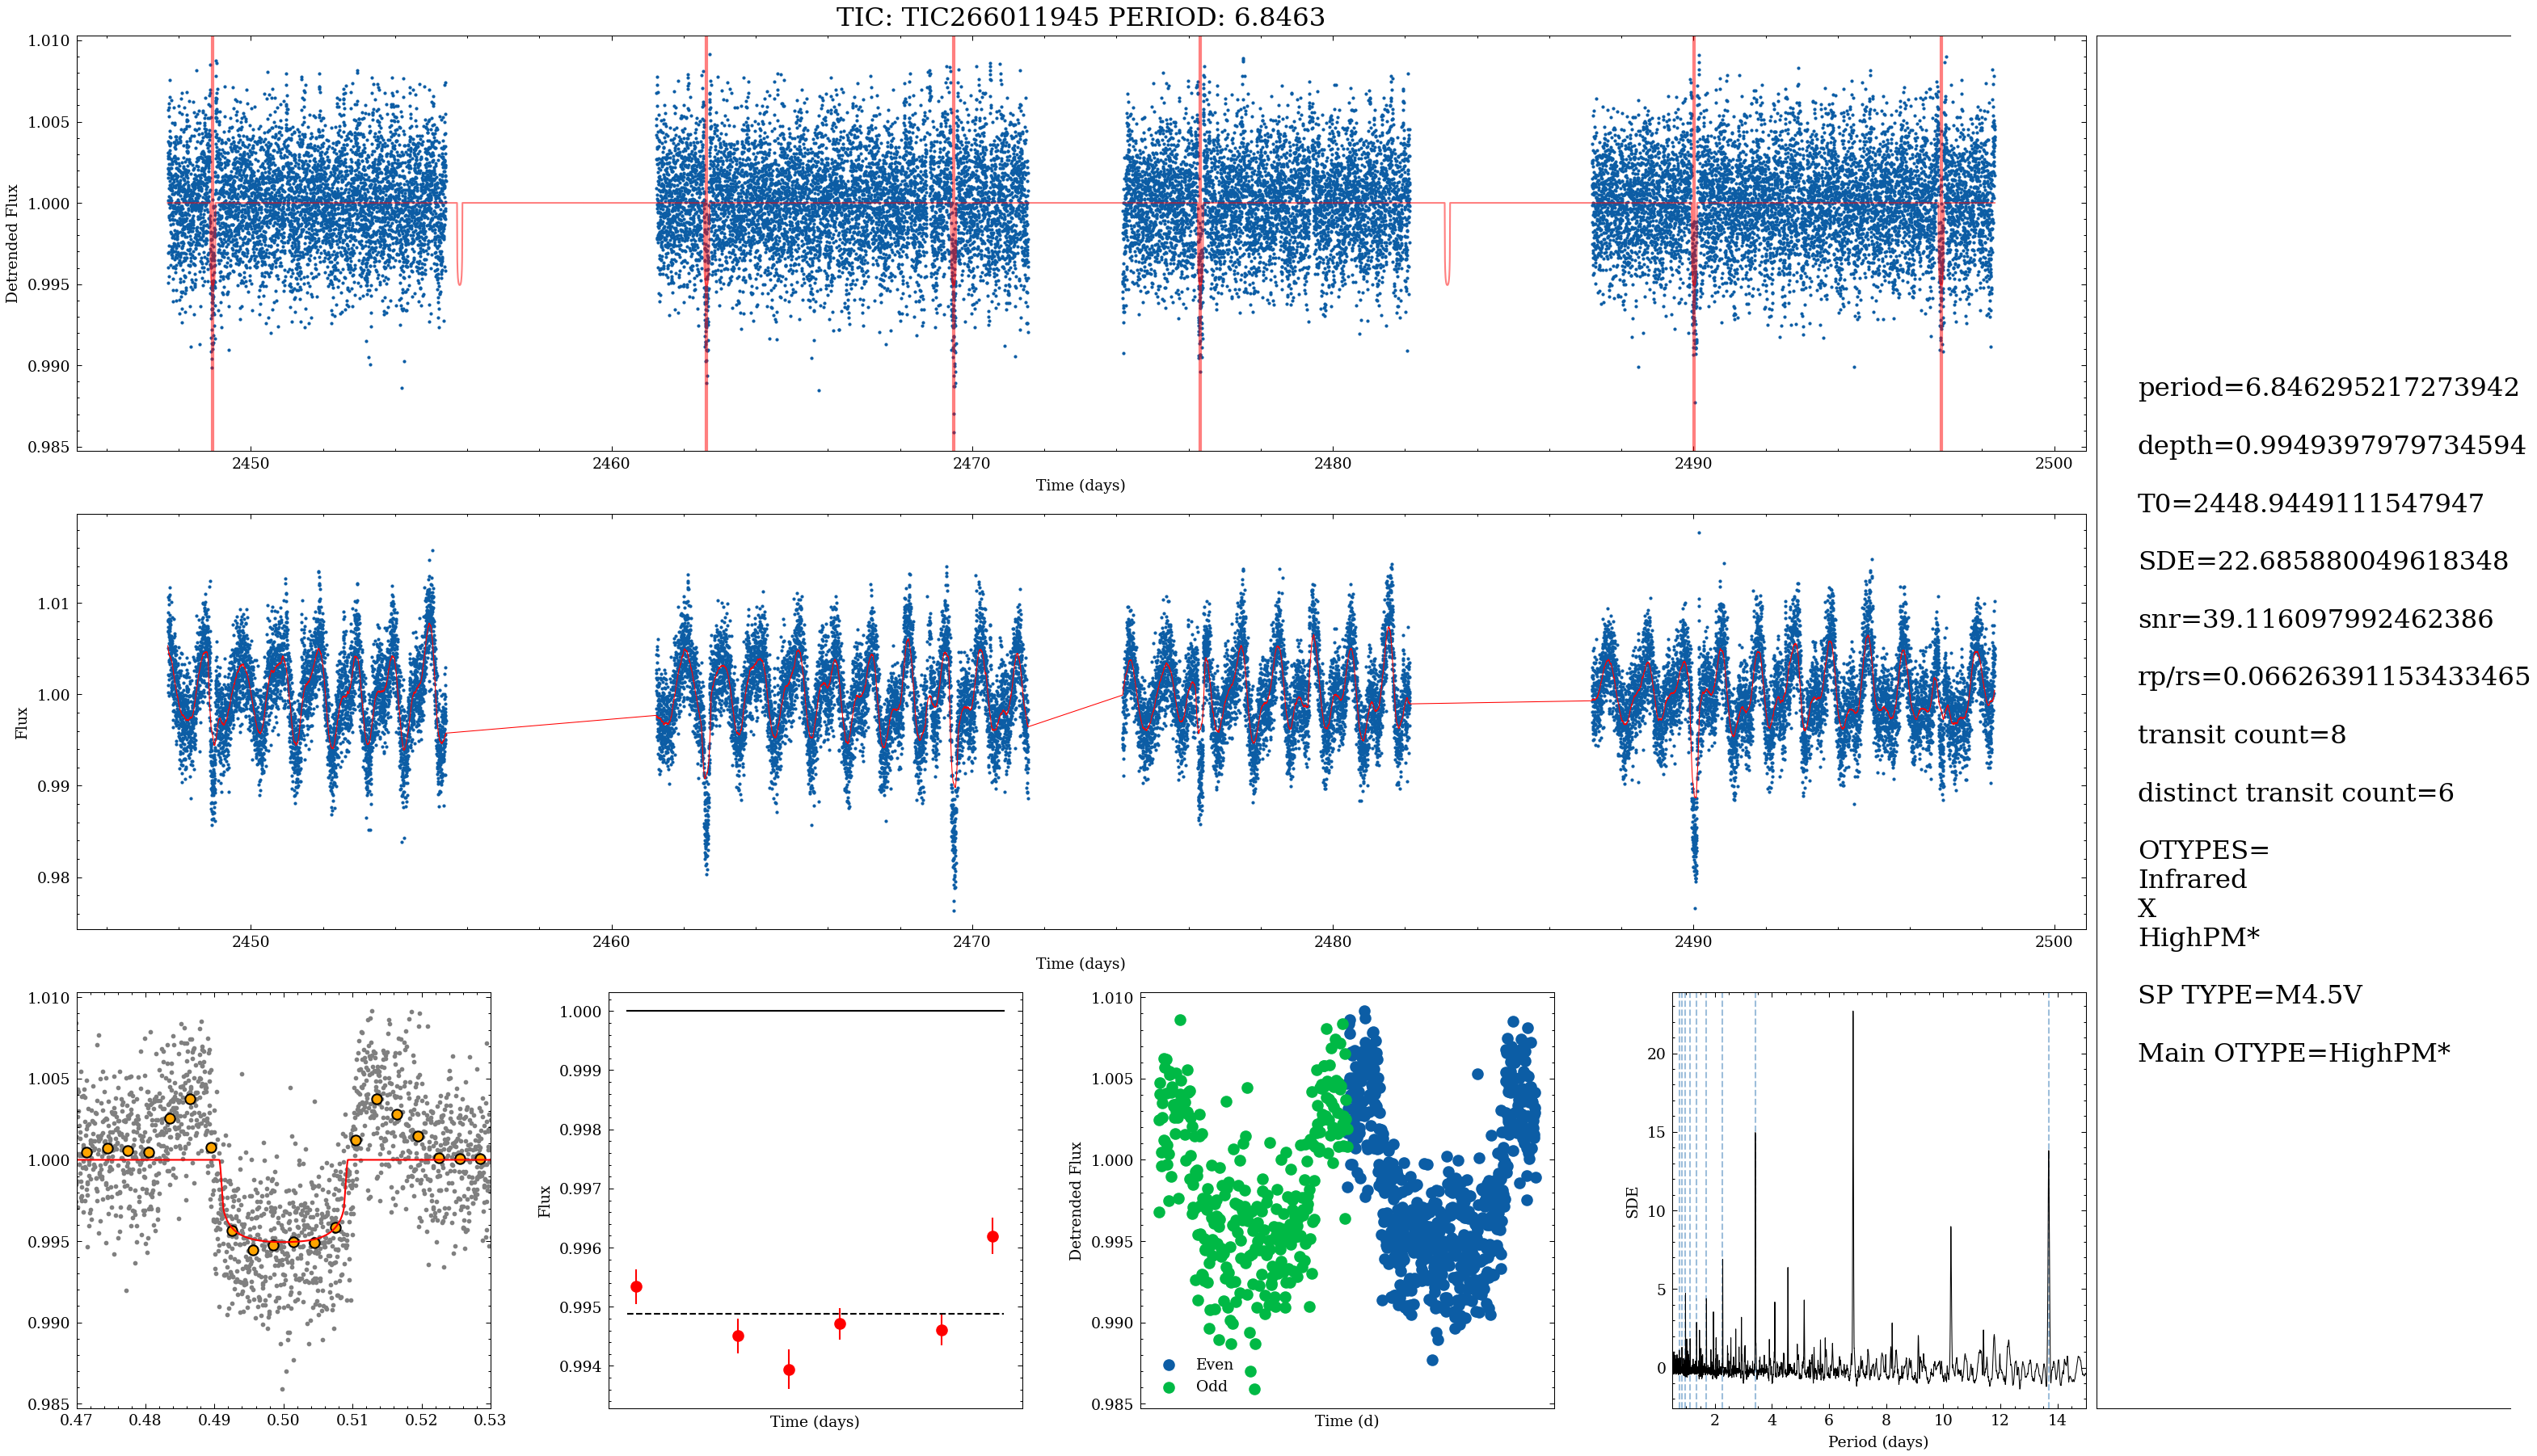 TIC: TIC266011945 PERIOD: 6.8463
1.010
1.005
1.000
0.995
0.990
0.985
Detrended Flux
2450
2460
2470
2480
2490
2500
Time (days)
1.01
1.00
0.99
0.98
Flux
2450
2460
2470
2480
2490
2500
Time (days)
1.010
1.005
1.000
0.995
0.990
0.985
0.47
0.48
0.49
0.50
0.51
0.52
0.53
1.000
0.999
0.998
0.997
0.996
0.995
0.994
Flux
Time (days)
1.010
1.005
1.000
0.995
0.990
0.985
Detrended Flux
Even
Odd
Time (d)
20
15
10
5
0
SDE
2
4
6
8
10
12
14
Period (days)
period=6.846295217273942
depth=0.9949397979734594
T0=2448.9449111547947
SDE=22.685880049618348
snr=39.116097992462386
rp/rs=0.06626391153433465
transit count=8
distinct transit count=6
OTYPES=
Infrared
X
HighPM*
SP TYPE=M4.5V
Main OTYPE=HighPM*